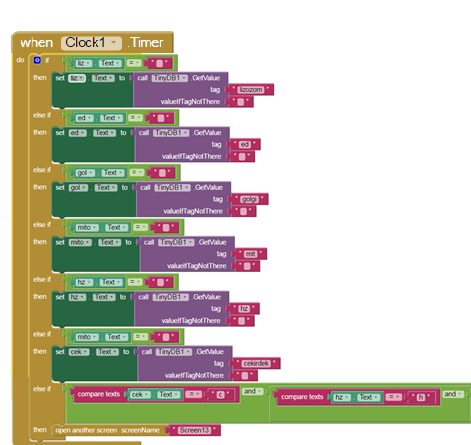 when Clock1 .Timer
do if liz . Text = " "
then set liz . Text to call TinyDB1 .GetValue
tag " lizozom "
valueIfTagNotThere " "
else if ed . Text = " "
then set ed . Text to call TinyDB1 .GetValue
tag " ed "
valueIfTagNotThere " "
else if gol . Text = " "
then set gol . Text to call TinyDB1 .GetValue
tag " golgi "
valueIfTagNotThere " "
else if mito . Text = " "
then set mito . Text to call TinyDB1 .GetValue
tag " mit "
valueIfTagNotThere " "
else if hz . Text = " "
then set hz . Text to call TinyDB1 .GetValue
tag " hz "
valueIfTagNotThere " "
else if mito . Text = " "
then set cek . Text to call TinyDB1 .GetValue
tag " cekirdek "
valueIfTagNotThere " "
else if compare texts cek . Text = " c " and compare texts hz . Text = " h " and
then open another screen screenName " Screen13 "